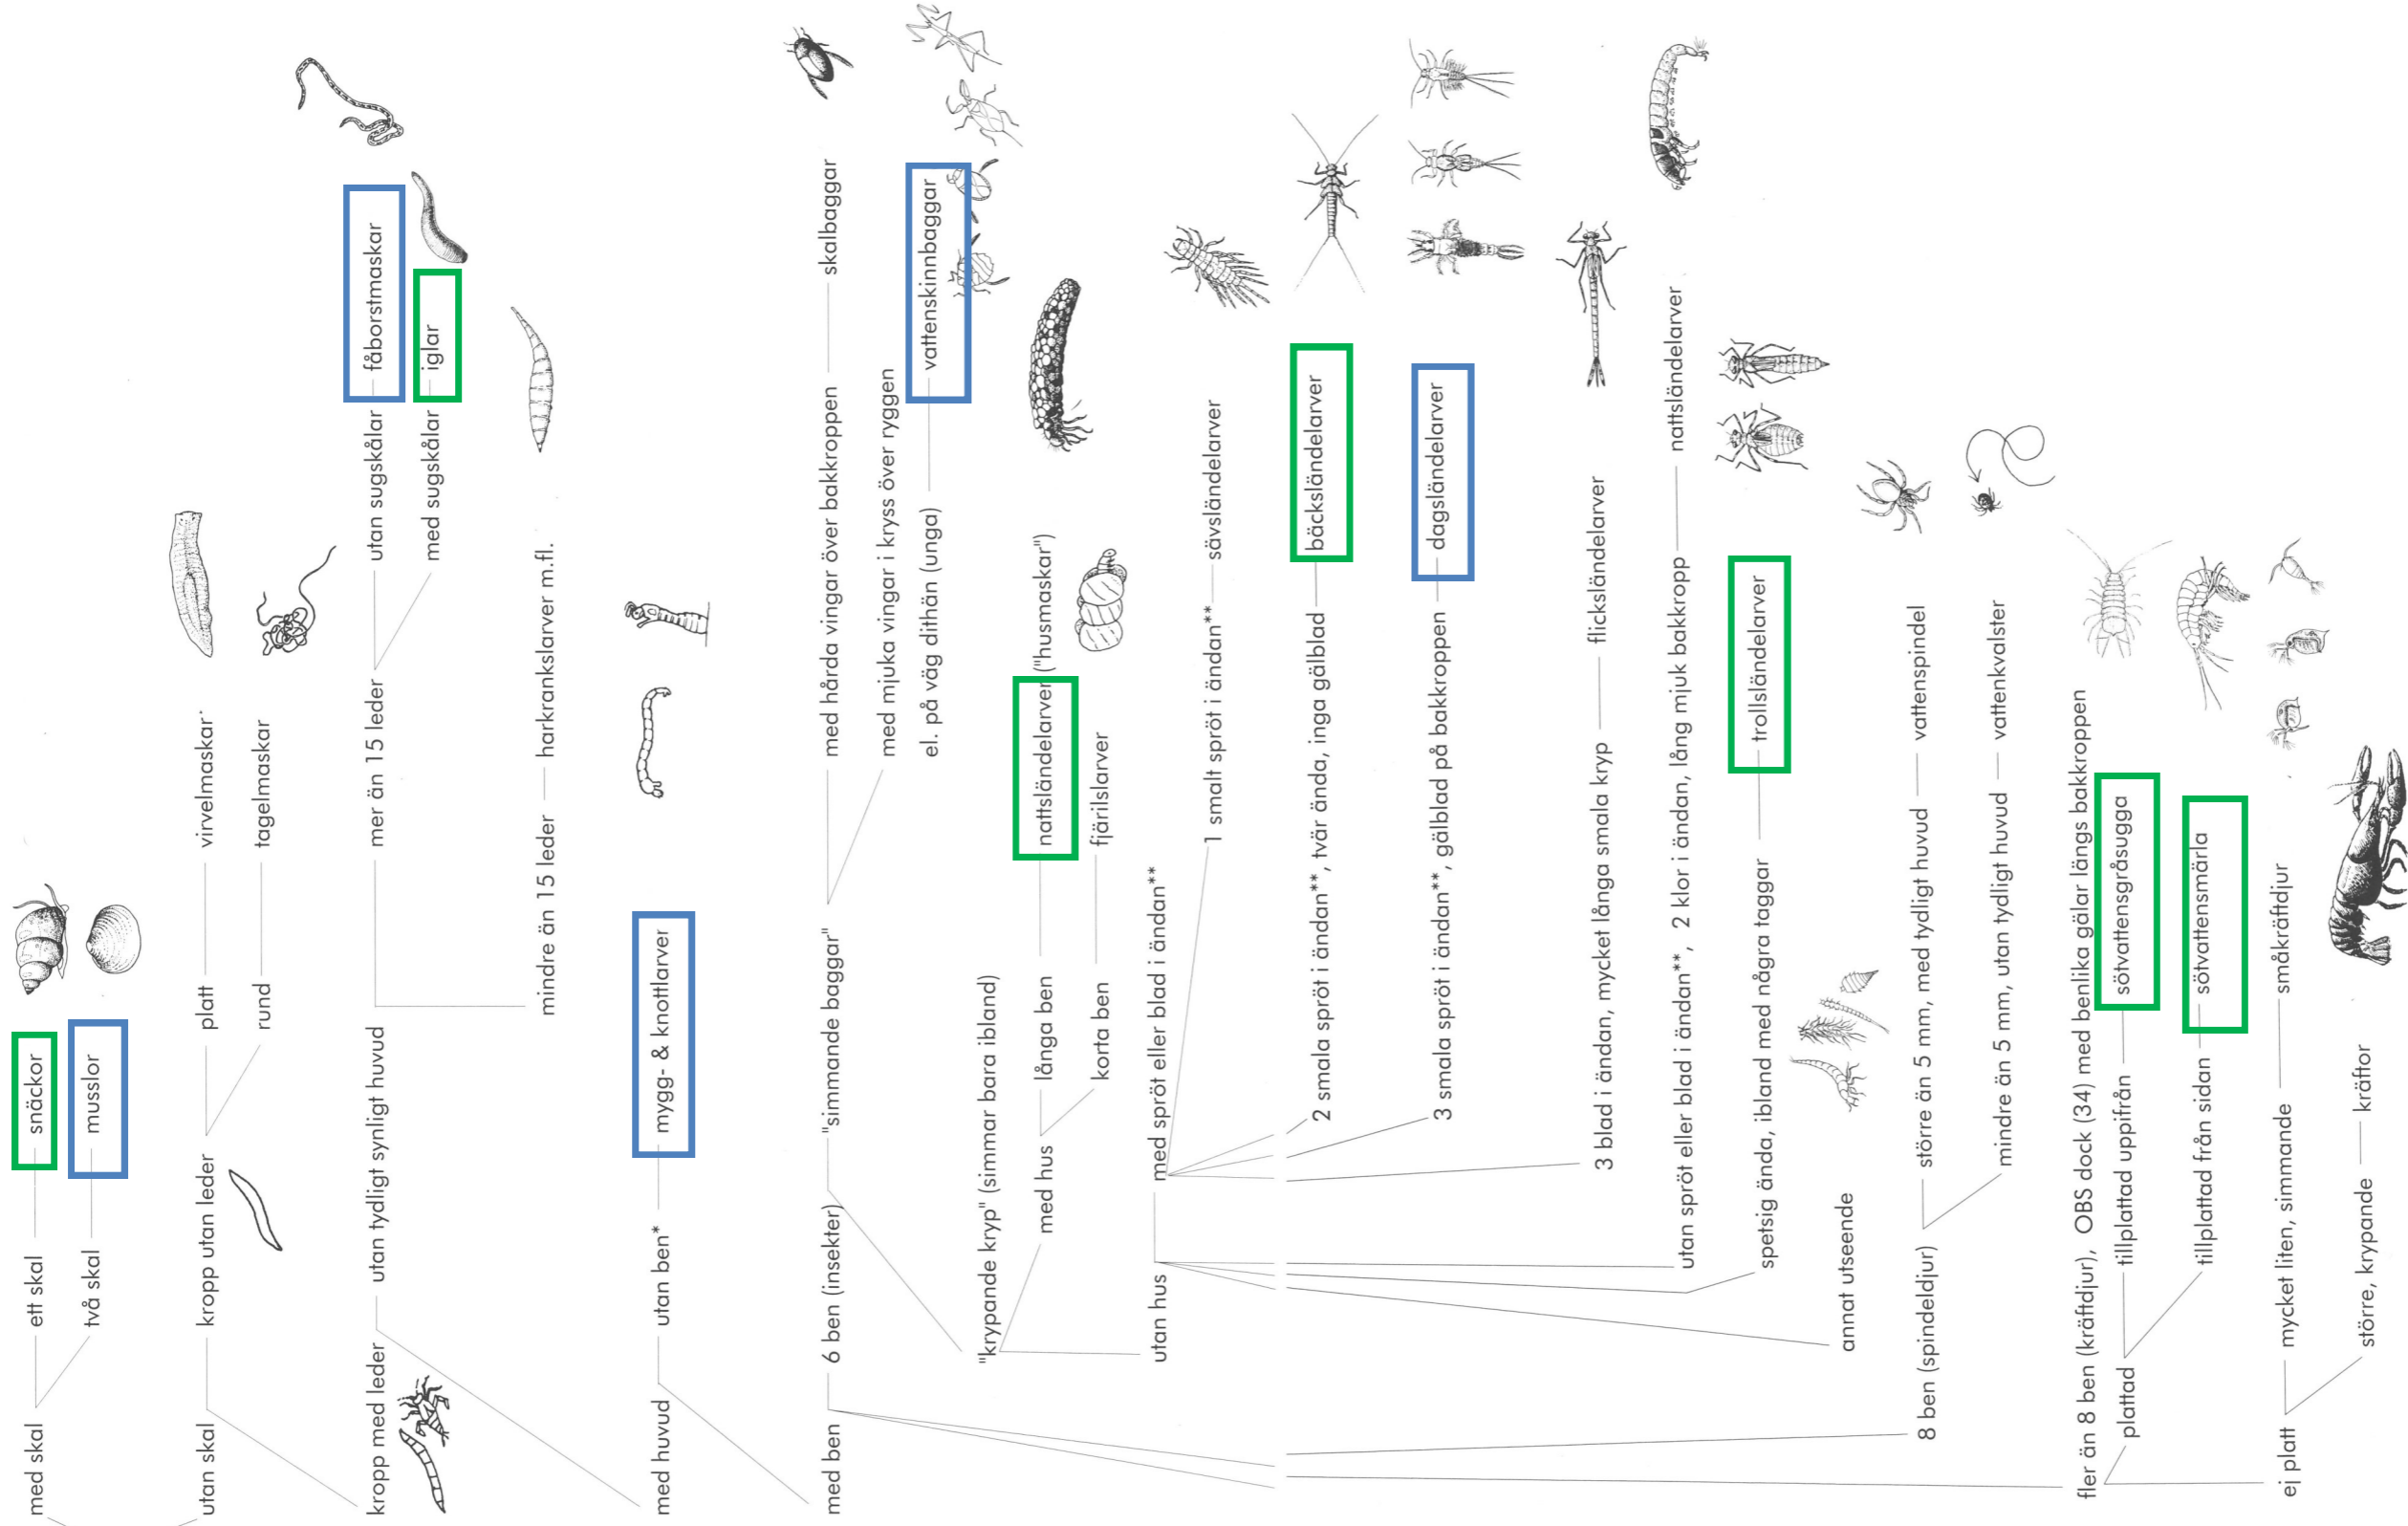 med skal
ett skal
snäckor
två skal
musslor
utan skal
kropp utan leder
platt
virvelmaskar
rund
tagelmaskar
kropp med leder
utan tydligt synligt huvud
mer än 15 leder
utan sugskålar
fåborstmaskar
med sugskålar
iglar
mindre än 15 leder
harkrankslarver m.fl.
med huvud
utan ben*
mygg- & knottlarver
med ben
6 ben (insekter)
"simmande baggar"
med hårda vingar över bakkroppen
skalbaggar
med mjuka vingar i kryss över ryggen
el. på väg dithän (unga)
vattenskinnbaggar
"krypande kryp" (simmar bara ibland)
med hus
långa ben
nattsländelarver ("husmaskar")
korta ben
fjärilslarver
utan hus
med spröt eller blad i ändan**
1 smalt spröt i ändan**
sävsländelarver
2 smala spröt i ändan**, tvär ända, inga gälblad
bäcksländelarver
3 smala spröt i ändan**, gälblad på bakkroppen
dagsländelarver
3 blad i ändan, mycket långa smala kryp
flicksländelarver
utan spröt eller blad i ändan**, 2 klor i ändan, lång mjuk bakkropp
nattsländelarver
spetsig ända, ibland med några taggar
trollsländelarver
annat utseende
8 ben (spindeldjur)
större än 5 mm, med tydligt huvud
vattenspindel
mindre än 5 mm, utan tydligt huvud
vattenkvalster
fler än 8 ben (kräftdjur), OBS dock (34) med benlika gälar längs bakkroppen
plattad
tillplattad uppifrån
sötvattensgråsugga
tillplattad från sidan
sötvattensmärla
ej platt
mycket liten, simmande
småkräftdjur
större, krypande
kräftor